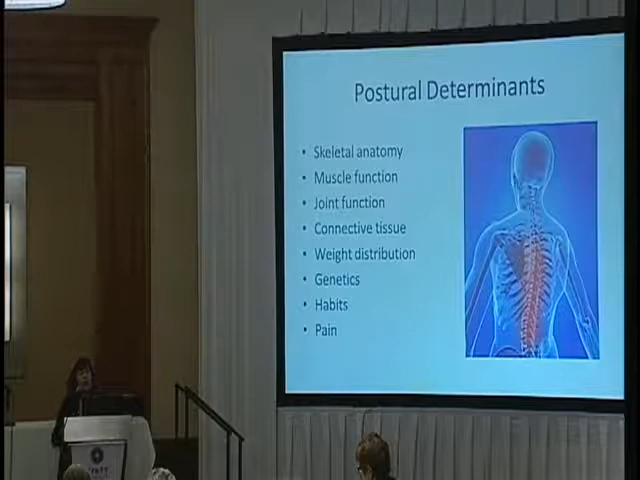 Postural Determinants
• Skeletal anatomy
• Muscle function
• Joint function
• Connective tissue
• Weight distribution
• Genetics
• Habits
• Pain